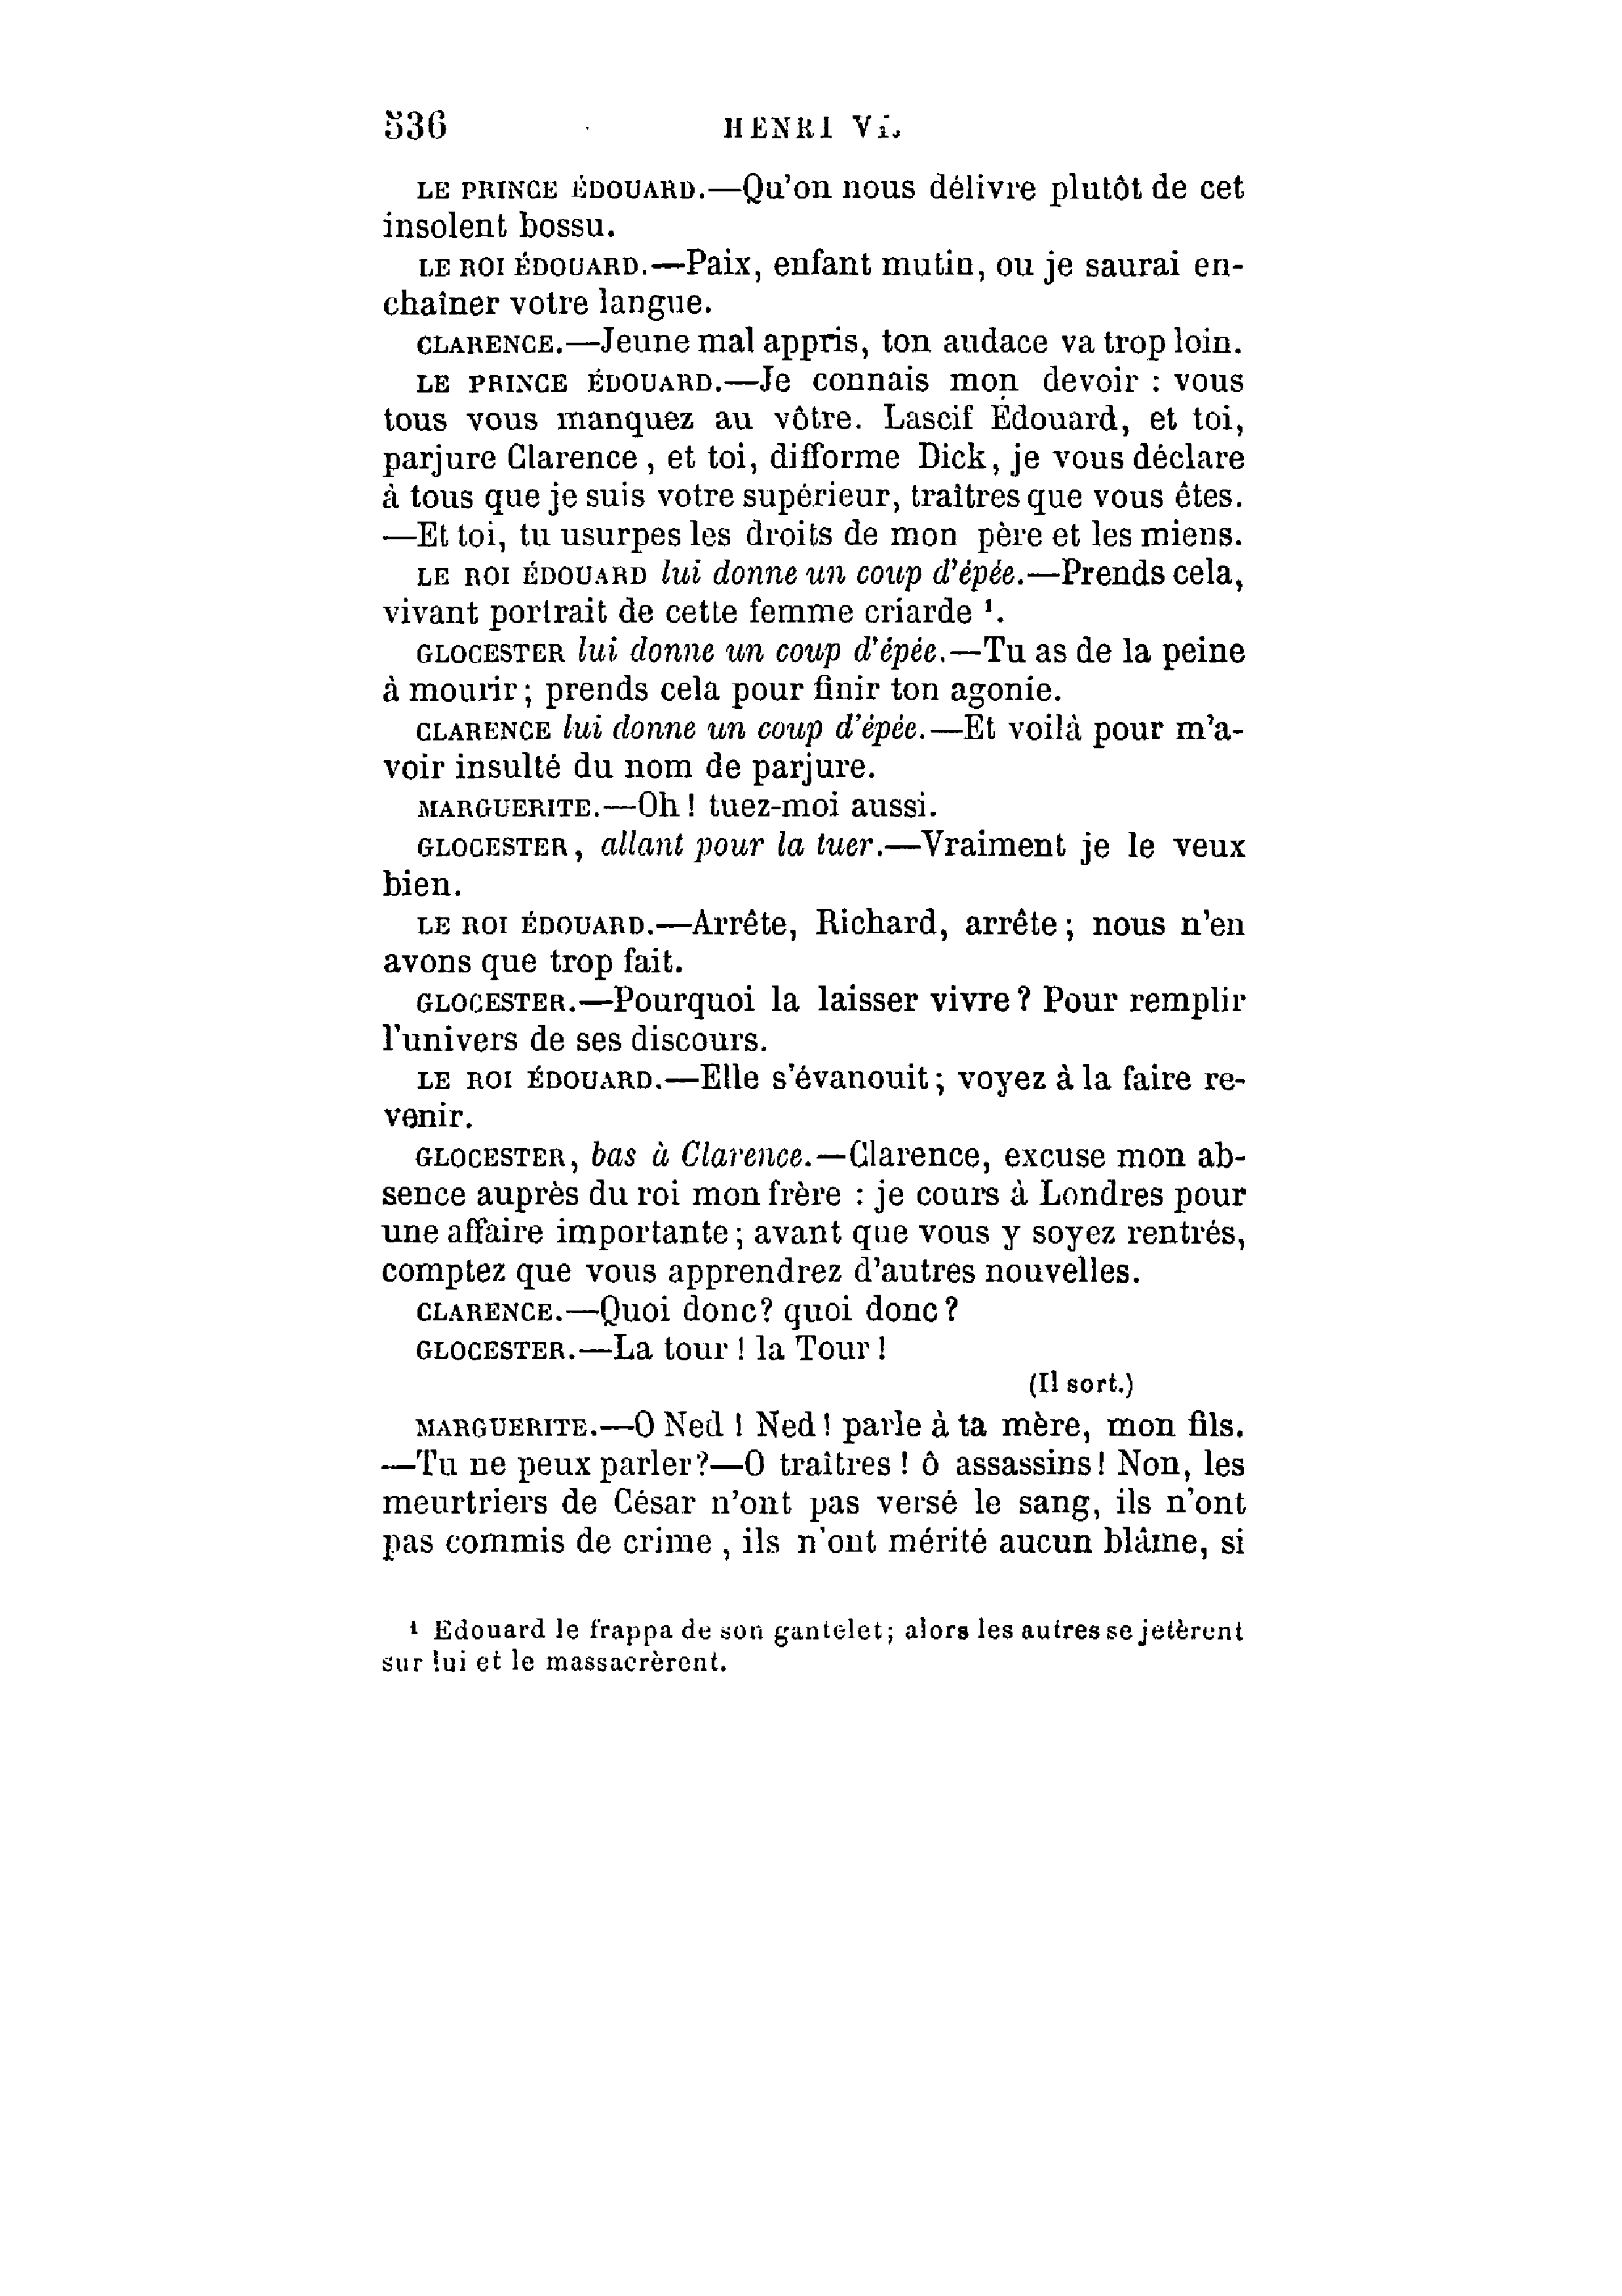 536 HENRI VI.
LE PRINCE ÉDOUARD.—Qu'on nous délivre plutôt de cet
insolent bossu.
LE ROI ÉDOUARD.—Paix, enfant mutin, ou je saurai en-
chaîner votre langue.
CLARENCE.—Jeune mal appris, ton audace va trop loin.
LE PRINCE ÉDOUARD.—Je connais mon devoir : vous
tous vous manquez au vôtre. Lascif Édouard, et toi,
parjure Clarence, et toi, difforme Dick, je vous déclare
à tous que je suis votre supérieur, traîtres que vous êtes.
—Et toi, tu usurpes les droits de mon père et les miens.
LE ROI ÉDOUARD lui donne un coup d'épée.—Prends cela,
vivant portrait de cette femme criarde ¹.
GLOCESTER lui donne un coup d'épée.—Tu as de la peine
à mourir ; prends cela pour finir ton agonie.
CLARENCE lui donne un coup d'épée.—Et voilà pour m'a-
voir insulté du nom de parjure.
MARGUERITE.—Oh ! tuez-moi aussi.
GLOCESTER, allant pour la tuer.—Vraiment je le veux
bien.
LE ROI ÉDOUARD.—Arrête, Richard, arrête ; nous n'en
avons que trop fait.
GLOCESTER.—Pourquoi la laisser vivre ? Pour remplir
l'univers de ses discours.
LE ROI ÉDOUARD.—Elle s'évanouit ; voyez à la faire re-
venir.
GLOCESTER, bas à Clarence.—Clarence, excuse mon ab-
sence auprès du roi mon frère : je cours à Londres pour
une affaire importante ; avant que vous y soyez rentrés,
comptez que vous apprendrez d'autres nouvelles.
CLARENCE.—Quoi donc? quoi donc ?
GLOCESTER.—La tour ! la Tour !
(Il sort.)
MARGUERITE.—O Ned ! Ned ! parle à ta mère, mon fils.
—Tu ne peux parler?—O traîtres ! ô assassins ! Non, les
meurtriers de César n'ont pas versé le sang, ils n'ont
pas commis de crime, ils n'ont mérité aucun blâme, si
¹ Edouard le frappa de son gantelet ; alors les autres se jetèrent
sur lui et le massacrèrent.